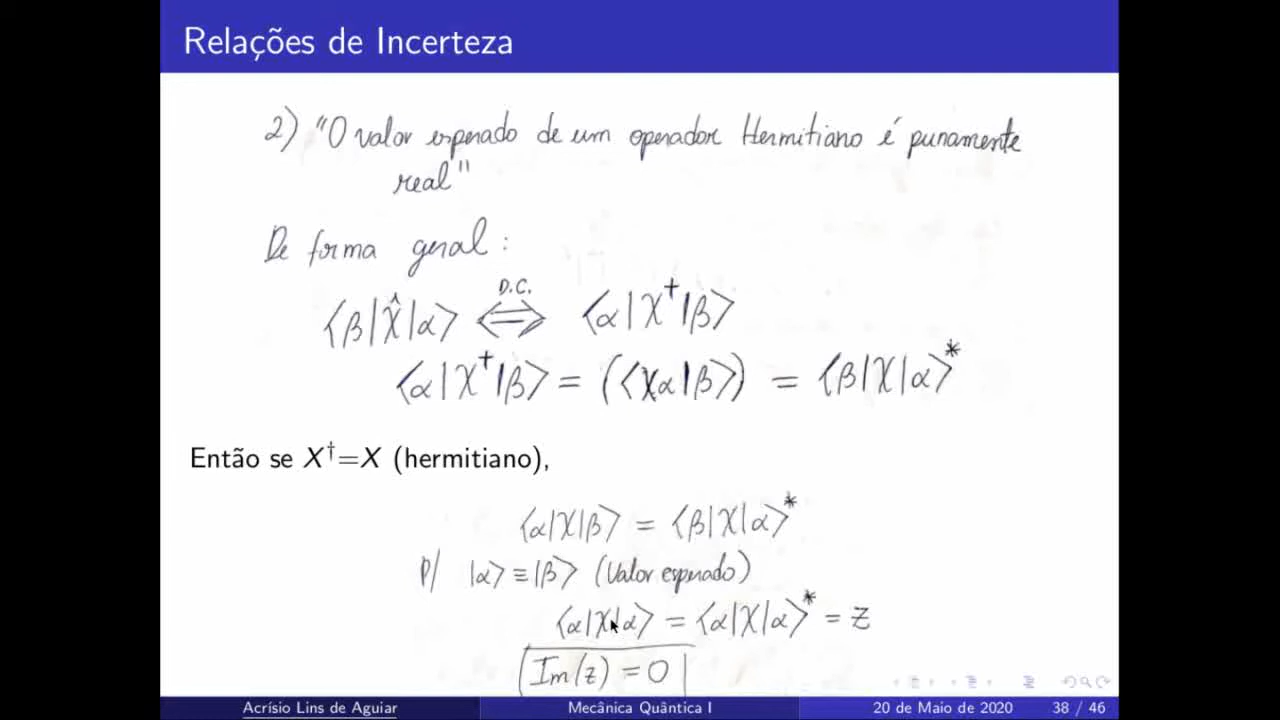 Relações de Incerteza
2) "O valor esperado de um operador Hermitiano é puramente
real"
De forma geral:
⟨β|X̂|α⟩ ⟺ D.C. ⟨α|X†|β⟩
⟨α|X†|β⟩ = (⟨Xα|β⟩) = ⟨β|X|α⟩*
Então se X†=X (hermitiano),
⟨α|X|β⟩ = ⟨β|X|α⟩*
P/ |α⟩ ≡ |β⟩ (Valor esperado)
⟨α|X|α⟩ = ⟨α|X|α⟩* = z
Im(z) = 0
Acrísio Lins de Aguiar Mecânica Quântica I 20 de Maio de 2020 38 / 46